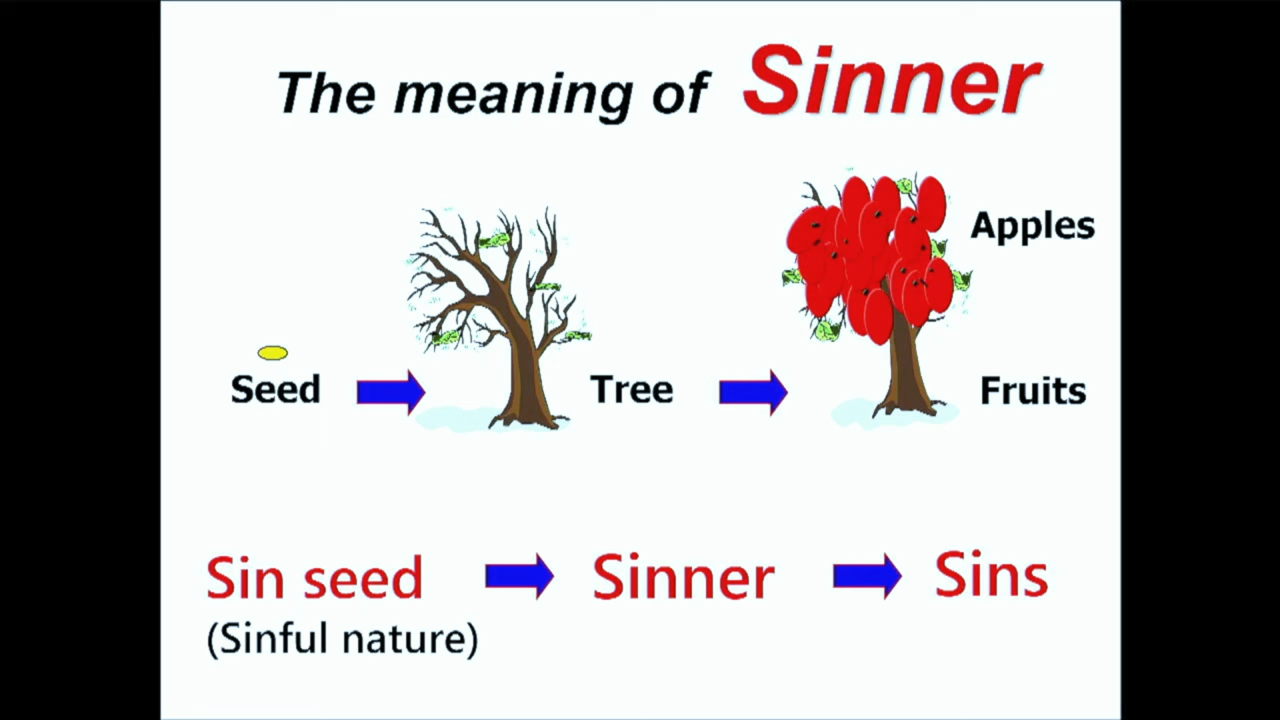 The meaning of Sinner
Apples
Seed
Tree
Fruits
Sin seed
Sinner
Sins
(Sinful nature)